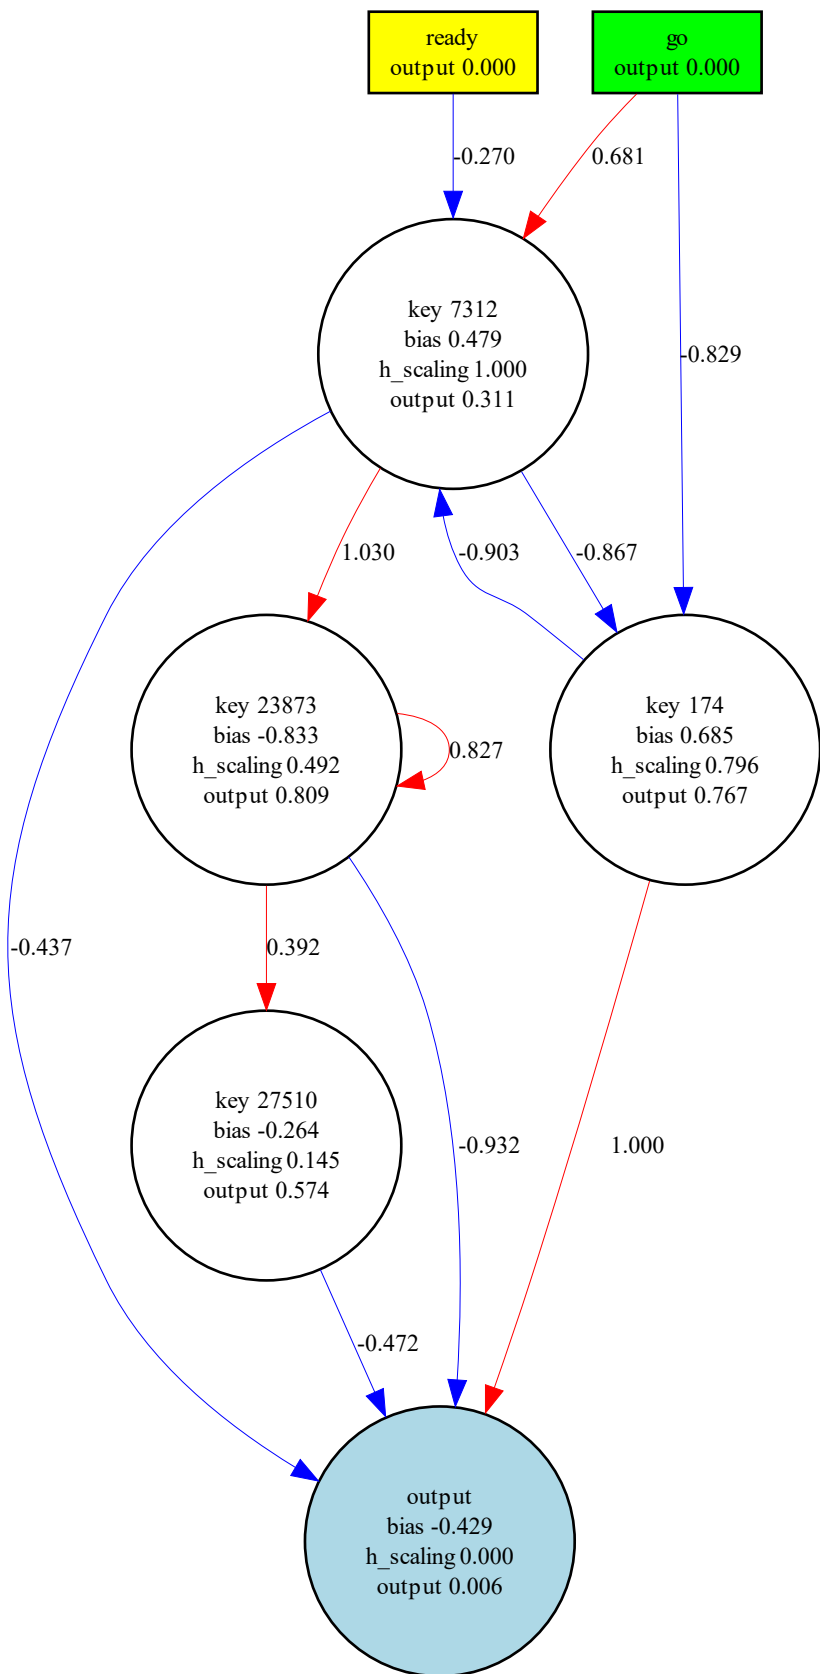 ready
output 0.000
go
output 0.000
-0.270
0.681
key 7312
bias 0.479
h_scaling 1.000
output 0.311
-0.829
1.030
-0.903
-0.867
key 23873
bias -0.833
h_scaling 0.492
output 0.809
0.827
key 174
bias 0.685
h_scaling 0.796
output 0.767
-0.437
0.392
key 27510
bias -0.264
h_scaling 0.145
output 0.574
-0.932
1.000
-0.472
output
bias -0.429
h_scaling 0.000
output 0.006